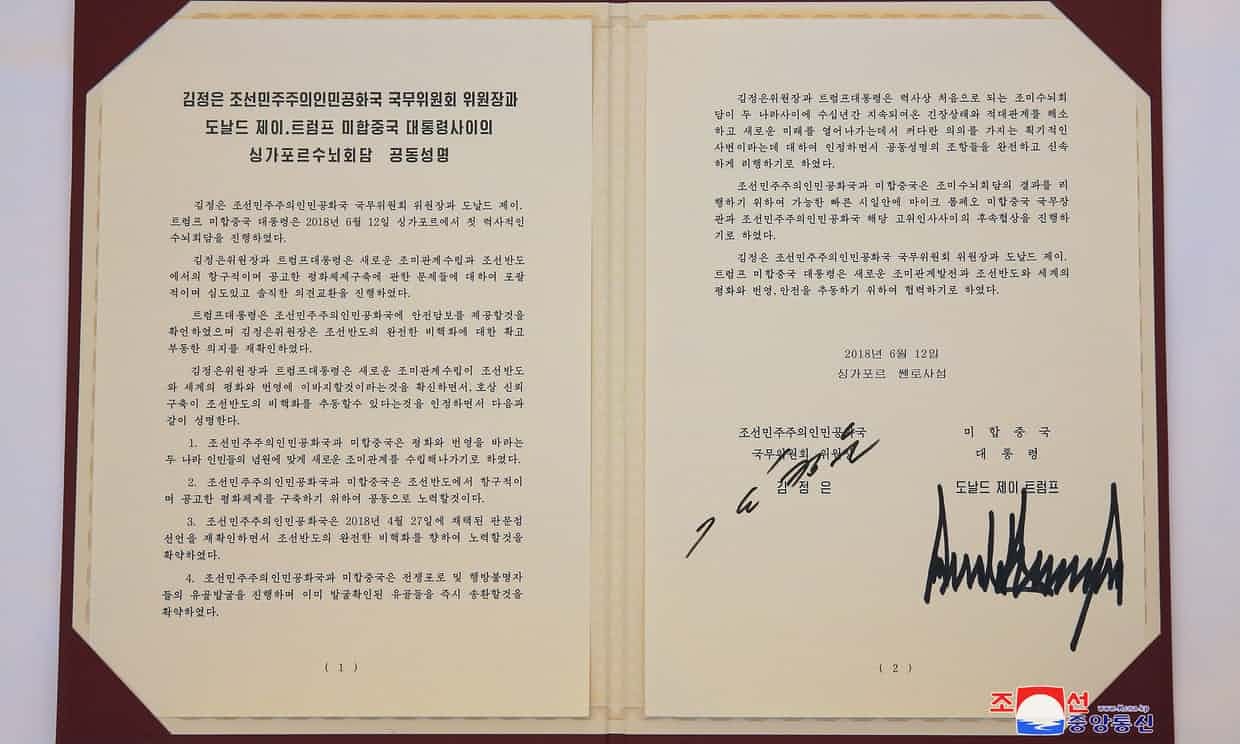 김정은 조선민주주의인민공화국 국무위원회 위원장과
도날드 제이.트럼프 미합중국 대통령사이의
싱가포르수뇌회담 공동성명
김정은 조선민주주의인민공화국 국무위원회 위원장과 도날드 제이.
트럼프 미합중국 대통령은 2018년 6월 12일 싱가포르에서 첫 력사적인
수뇌회담을 진행하였다.
김정은위원장과 트럼프대통령은 새로운 조미관계수립과 조선반도
에서의 항구적이며 공고한 평화체제구축에 관한 문제들에 대하여 포괄
적이며 심도있고 솔직한 의견교환을 진행하였다.
트럼프대통령은 조선민주주의인민공화국에 안전담보를 제공할것을
확언하였으며 김정은위원장은 조선반도의 완전한 비핵화에 대한 확고
부동한 의지를 재확인하였다.
김정은위원장과 트럼프대통령은 새로운 조미관계수립이 조선반도
와 세계의 평화와 번영에 이바지할것이라는것을 확신하면서, 호상 신뢰
구축이 조선반도의 비핵화를 추동할수 있다는것을 인정하면서 다음과
같이 성명한다.
1. 조선민주주의인민공화국과 미합중국은 평화와 번영을 바라는
두 나라 인민들의 념원에 맞게 새로운 조미관계를 수립해나가기로 하였다.
2. 조선민주주의인민공화국과 미합중국은 조선반도에서 항구적이
며 공고한 평화체제를 구축하기 위하여 공동으로 노력할것이다.
3. 조선민주주의인민공화국은 2018년 4월 27일에 채택된 판문점
선언을 재확인하면서 조선반도의 완전한 비핵화를 향하여 노력할것을
확약하였다.
4. 조선민주주의인민공화국과 미합중국은 전쟁포로 및 행방불명자
들의 유골발굴을 진행하며 이미 발굴확인된 유골들을 즉시 송환할것을
확약하였다.
( 1 )
김정은위원장과 트럼프대통령은 력사상 처음으로 되는 조미수뇌회
담이 두 나라사이에 수십년간 지속되여온 긴장상태와 적대관계를 해소
하고 새로운 미래를 열어나가는데서 커다란 의의를 가지는 획기적인
사변이라는데 대하여 인정하면서 공동성명의 조항들을 완전하고 신속
하게 리행하기로 하였다.
조선민주주의인민공화국과 미합중국은 조미수뇌회담의 결과를 리
행하기 위하여 가능한 빠른 시일안에 마이크 폼페오 미합중국 국무장
관과 조선민주주의인민공화국 해당 고위인사사이의 후속협상을 진행하
기로 하였다.
김정은 조선민주주의인민공화국 국무위원회 위원장과 도날드 제이.
트럼프 미합중국 대통령은 새로운 조미관계발전과 조선반도와 세계의
평화와 번영, 안전을 추동하기 위하여 협력하기로 하였다.
2018년 6월 12일
싱가포르 쎈토사섬
조선민주주의인민공화국
국무위원회 위원장
김 정 은
미 합 중 국
대 통 령
도날드 제이.트럼프
( 2 )
조선
www.kcna.kp
중앙통신